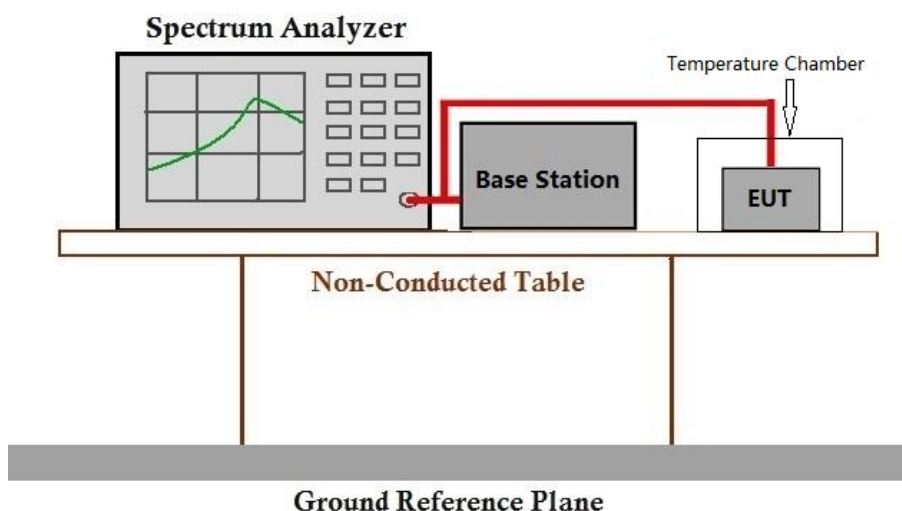 Spectrum Analyzer
Temperature Chamber
Base Station
EUT
Non-Conducted Table
Ground Reference Plane